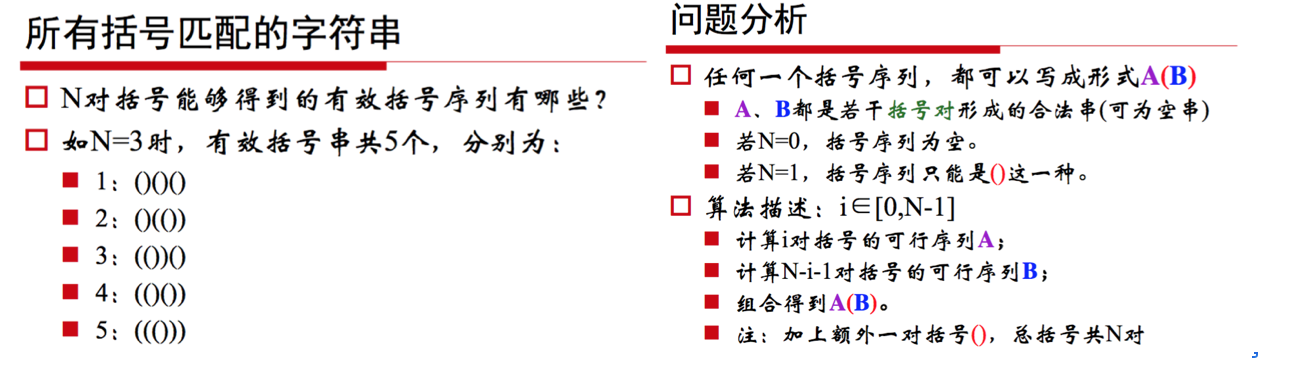 所有括号匹配的字符串
N对括号能够得到的有效括号序列有哪些?
如N=3时，有效括号串共5个，分别为：
1：()()()
2：()(())
3：(())()
4：(()())
5：((()))
问题分析
任何一个括号序列，都可以写成形式A(B)
A、B都是若干括号对形成的合法串(可为空串)
若N=0，括号序列为空。
若N=1，括号序列只能是()这一种。
算法描述：i∈[0,N-1]
计算i对括号的可行序列A；
计算N-i-1对括号的可行序列B；
组合得到A(B)。
注：加上额外一对括号()，总括号共N对